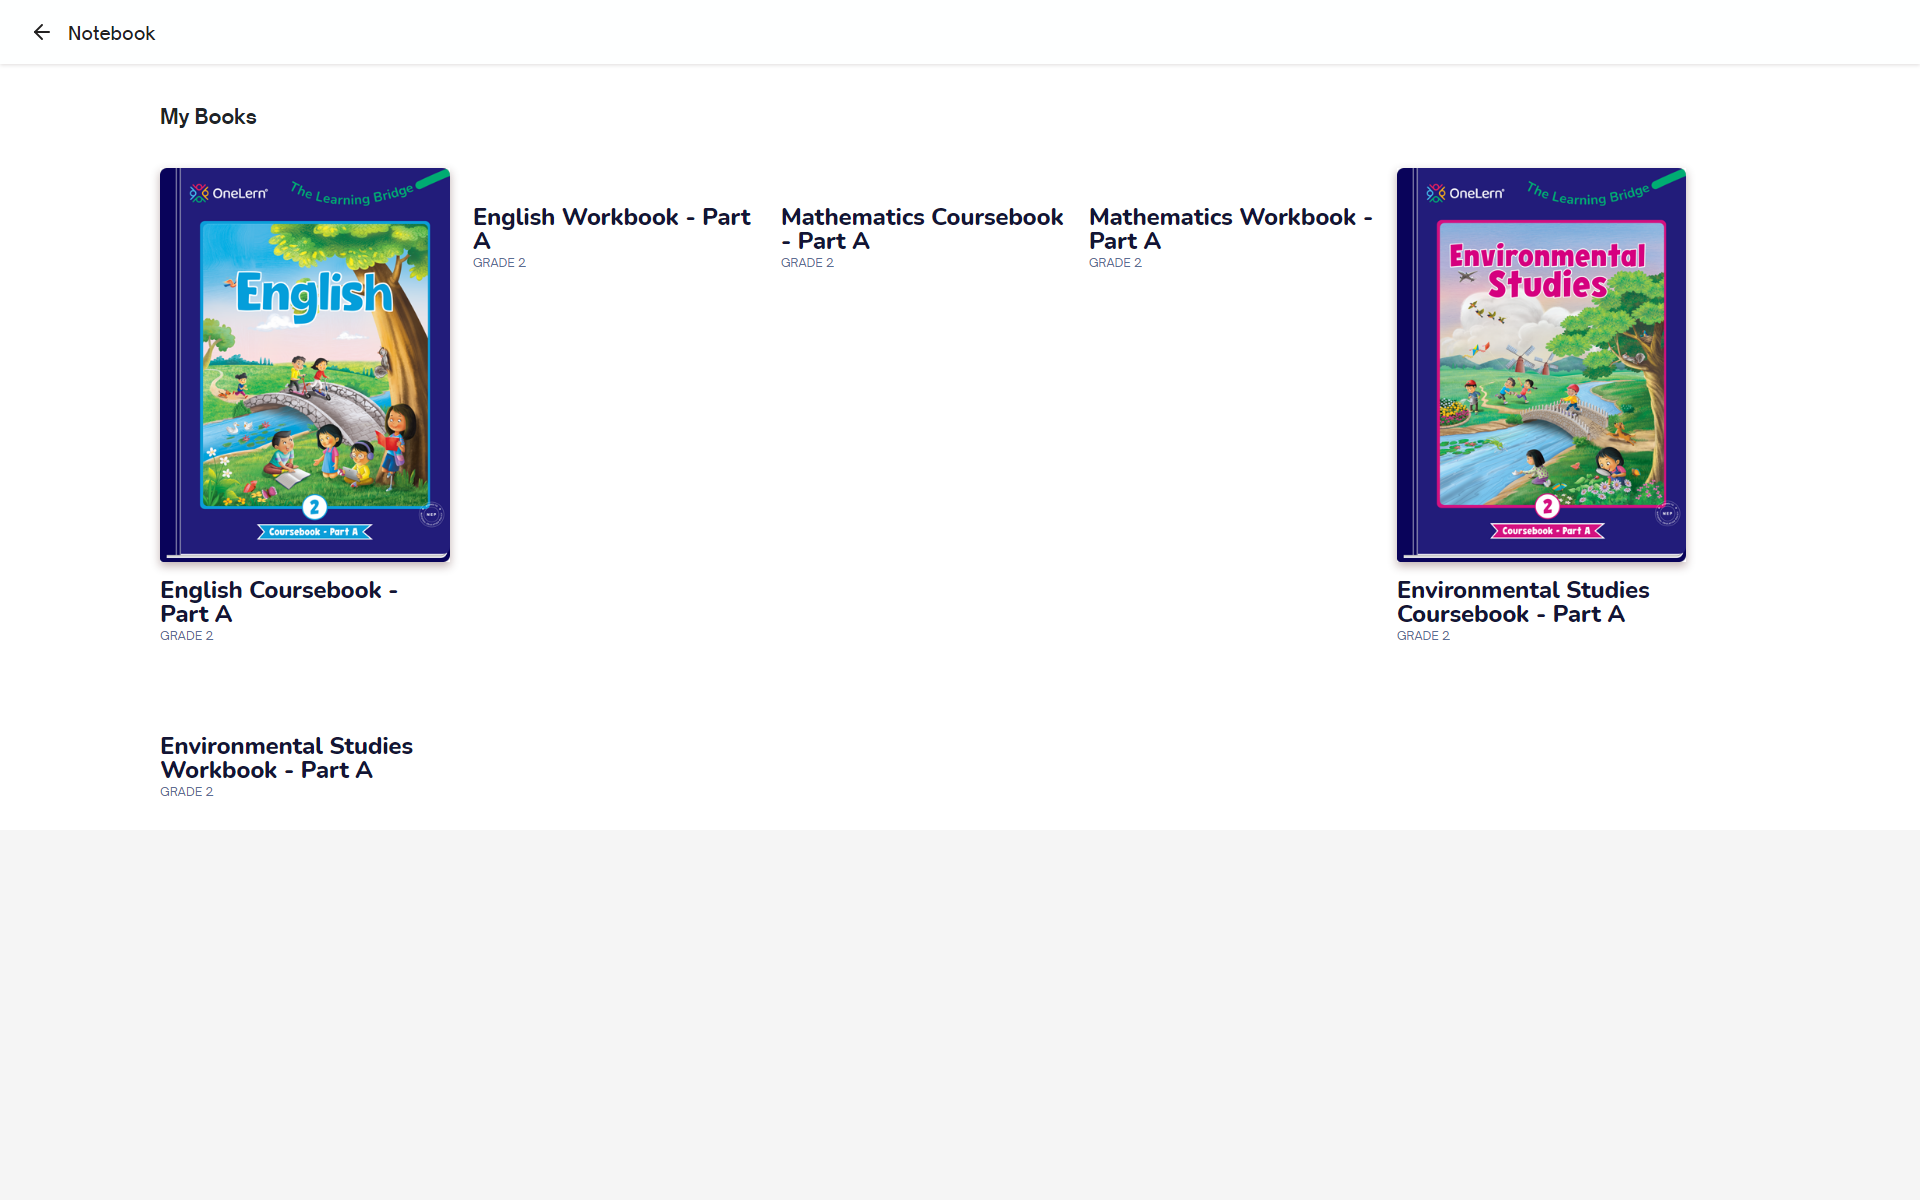 Notebook
My Books
OneLern
The Learning Bridge
English
2
Coursebook - Part A
English Coursebook -
Part A
GRADE 2
English Workbook - Part
A
GRADE 2
Mathematics Coursebook
- Part A
GRADE 2
Mathematics Workbook -
Part A
GRADE 2
OneLern
The Learning Bridge
Environmental
Studies
2
Coursebook - Part A
Environmental Studies
Coursebook - Part A
GRADE 2
Environmental Studies
Workbook - Part A
GRADE 2